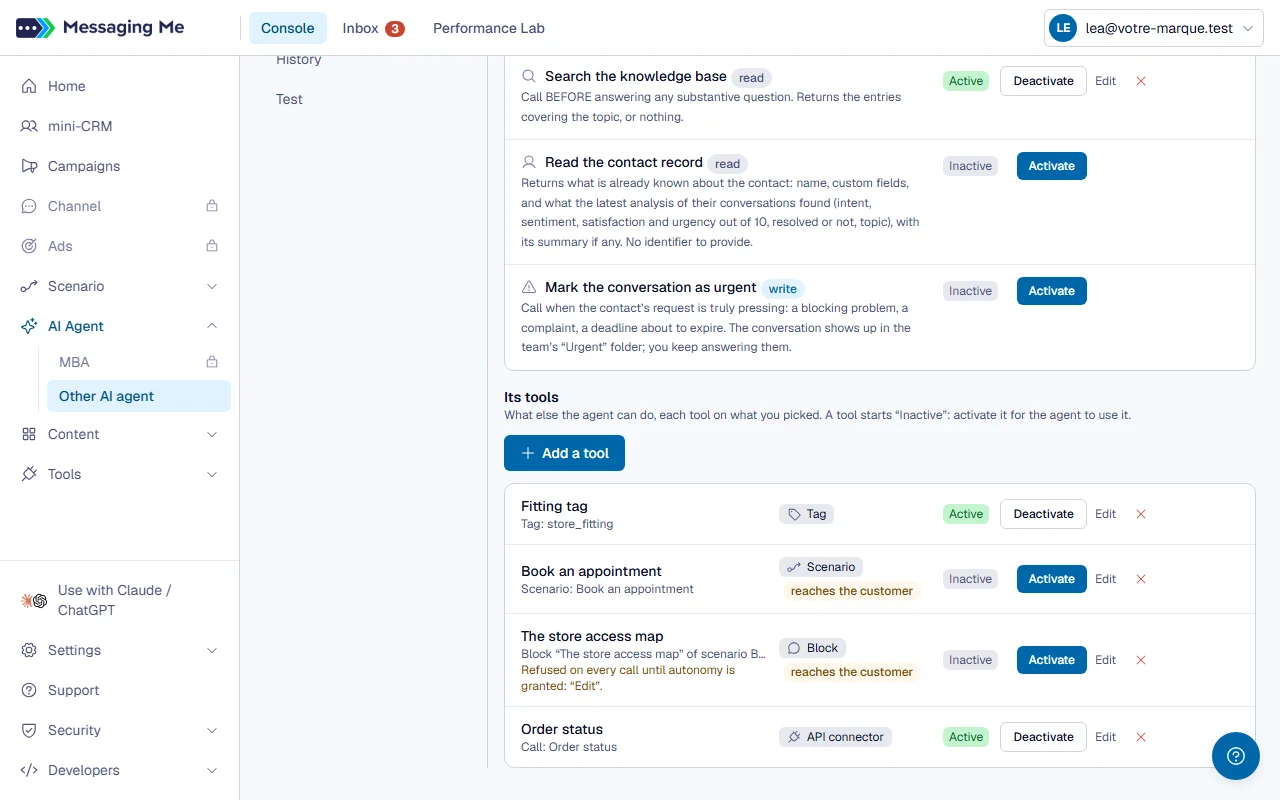 Messaging Me
Console
Inbox 3
Performance Lab
LE lea@votre-marque.test
Home
mini-CRM
Campaigns
Channel
Ads
Scenario
AI Agent
MBA
Other AI agent
Content
Tools
Use with Claude /
ChatGPT
Settings
Support
Security
Developers
History
Test
Search the knowledge base read
Call BEFORE answering any substantive question. Returns the entries
covering the topic, or nothing.
Active Deactivate Edit
Read the contact record read
Returns what is already known about the contact: name, custom fields,
and what the latest analysis of their conversations found (intent,
sentiment, satisfaction and urgency out of 10, resolved or not, topic), with
its summary if any. No identifier to provide.
Inactive Activate
Mark the conversation as urgent write
Call when the contact's request is truly pressing: a blocking problem, a
complaint, a deadline about to expire. The conversation shows up in the
team's “Urgent” folder; you keep answering them.
Inactive Activate
Its tools
What else the agent can do, each tool on what you picked. A tool starts “Inactive”: activate it for the agent to use it.
+ Add a tool
Fitting tag
Tag: store_fitting
Tag
Active Deactivate Edit
Book an appointment
Scenario: Book an appointment
Scenario
reaches the customer
Inactive Activate Edit
The store access map
Block “The store access map” of scenario B...
Refused on every call until autonomy is
granted: “Edit”.
Block
reaches the customer
Inactive Activate Edit
Order status
Call: Order status
API connector
Active Deactivate Edit